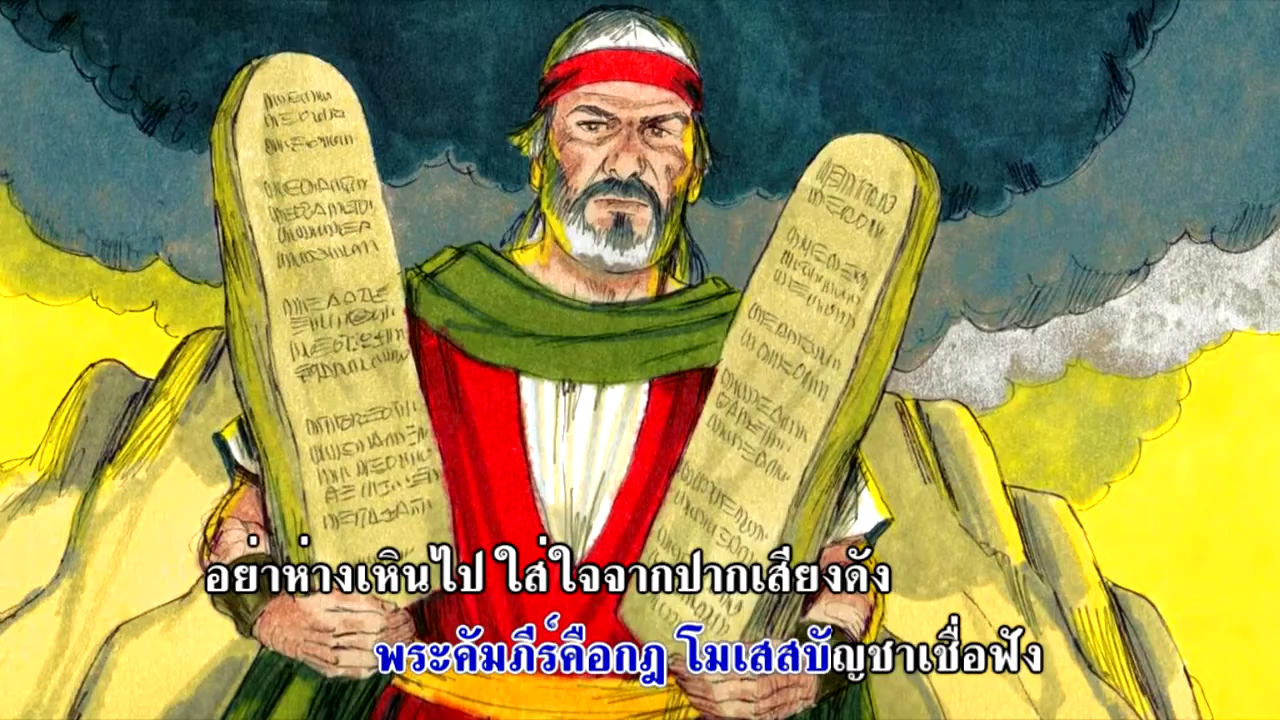 อย่าห่างเหินไป ใส่ใจจากปากเสียงดัง
พระคัมภีร์คือกฎ โมเสสบัญชาเชื่อฟัง